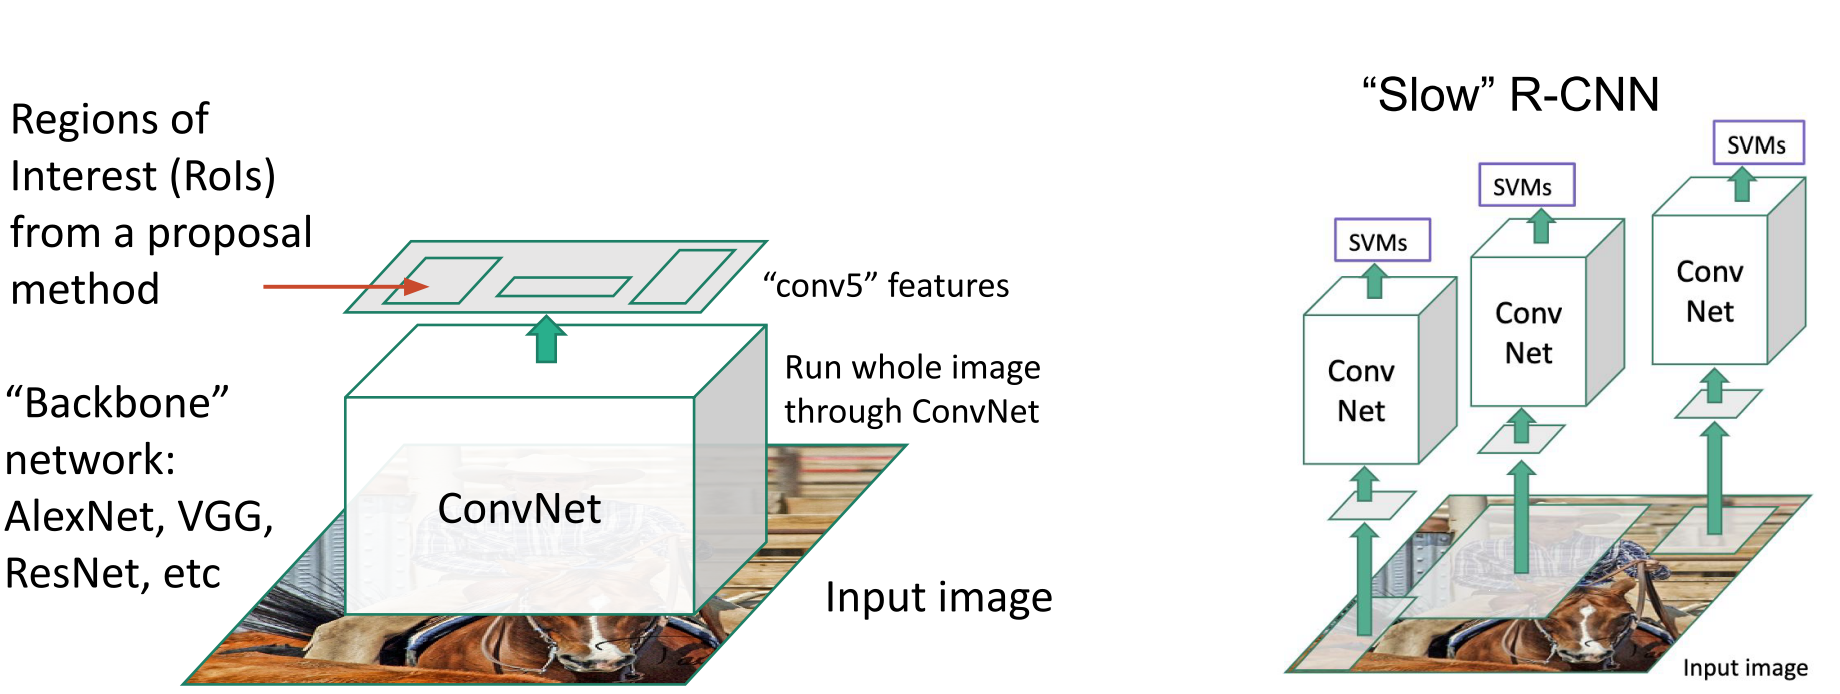 Regions of
Interest (RoIs)
from a proposal
method
“conv5” features
Run whole image
through ConvNet
“Backbone”
network:
AlexNet, VGG,
ResNet, etc
ConvNet
Input image
“Slow” R-CNN
SVMs
SVMs
SVMs
Conv
Net
Conv
Net
Conv
Net
Input image